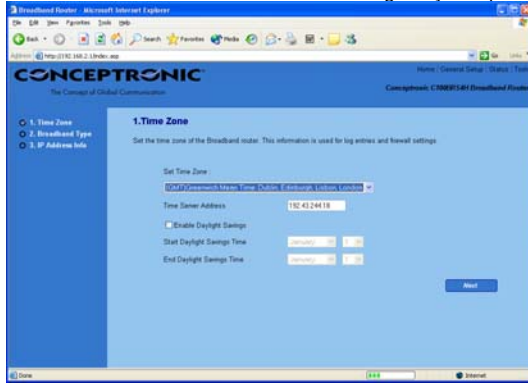 Broadband Router - Microsoft Internet Explorer
File Edit View Favorites Tools Help
Back Search Favorites Media
Address http://192.168.2.1/index.asp Go Links
CONCEPTRONIC
The Concept of Global Communication
Home | General Setup | Status | Tools
Conceptronic C100BRS4H Broadband Router
1. Time Zone
2. Broadband Type
3. IP Address Info
1.Time Zone
Set the time zone of the Broadband router. This information is used for log entries and firewall settings.
Set Time Zone :
(GMT)Greenwich Mean Time: Dublin, Edinburgh, Lisbon, London
Time Server Address 192.43.244.18
Enable Daylight Savings
Start Daylight Savings Time January 1
End Daylight Savings Time January 1
Next
Done Internet